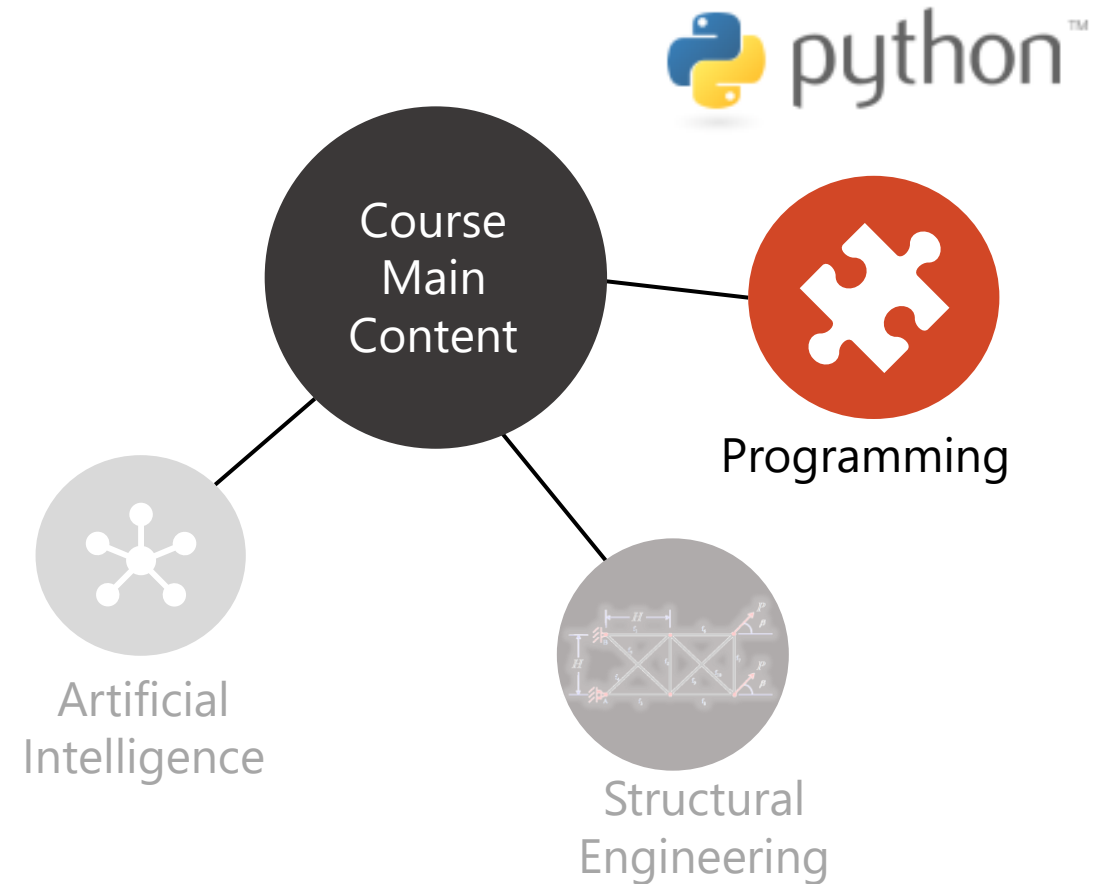 python™
Course
Main
Content
Programming
Artificial
Intelligence
H
H
P
β
P
β
Structural
Engineering